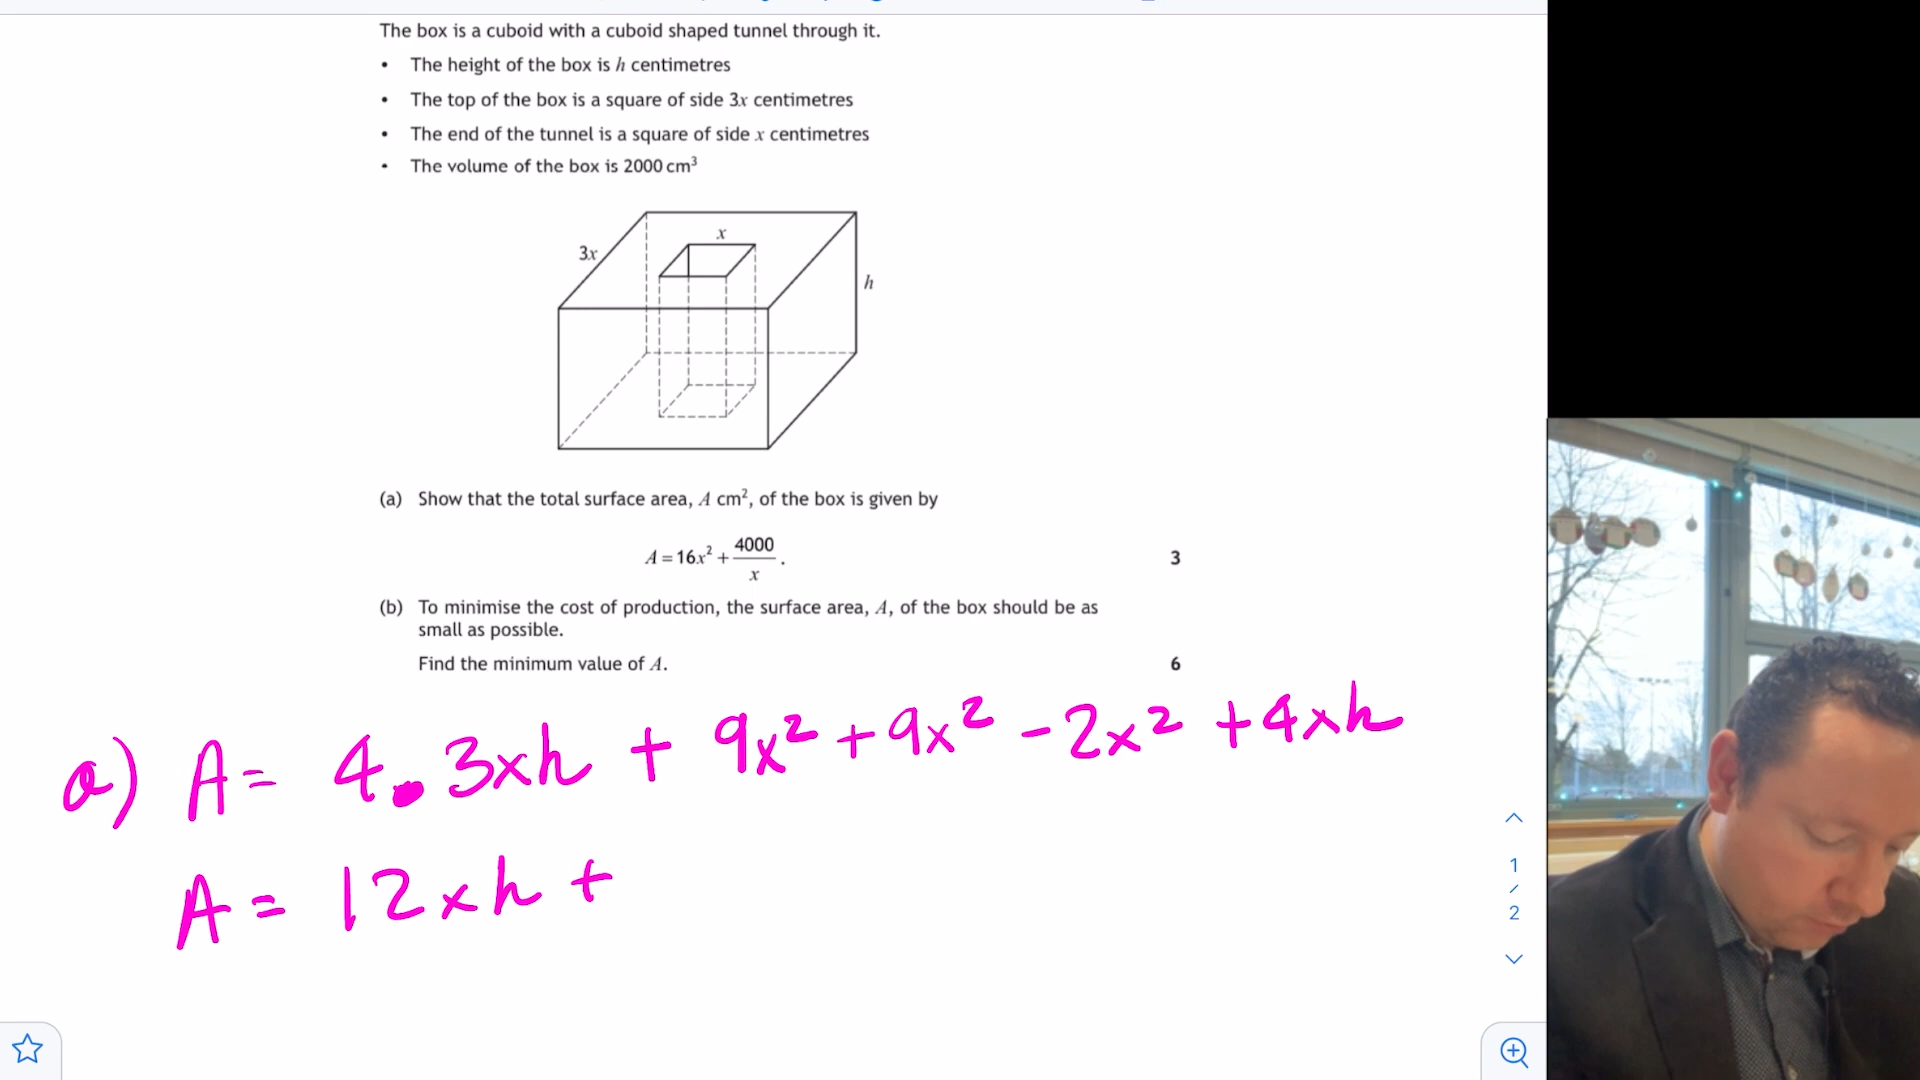 The box is a cuboid with a cuboid shaped tunnel through it.
• The height of the box is h centimetres
• The top of the box is a square of side 3x centimetres
• The end of the tunnel is a square of side x centimetres
• The volume of the box is 2000 cm³
x
3x
h
(a) Show that the total surface area, A cm², of the box is given by
A = 16x² + 4000/x . 3
(b) To minimise the cost of production, the surface area, A, of the box should be as
small as possible.
Find the minimum value of A. 6
a) A = 4.3xh + 9x² + 9x² - 2x² + 4xh
A = 12xh +
1
/
2